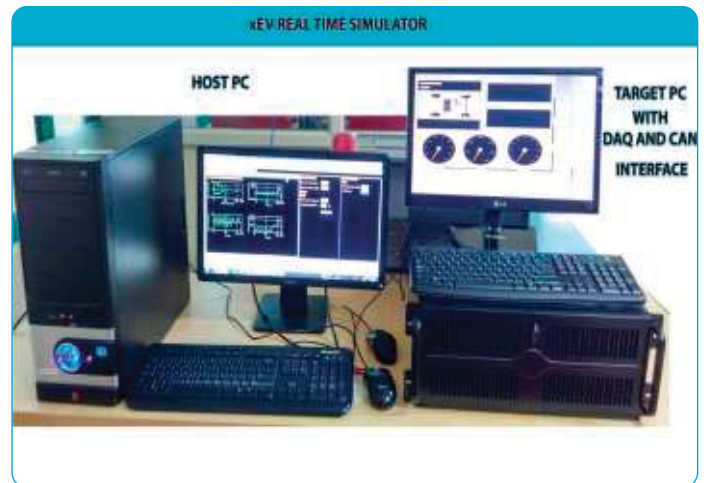 xEV REAL TIME SIMULATOR
HOST PC
TARGET PC
WITH
DAQ AND CAN
INTERFACE